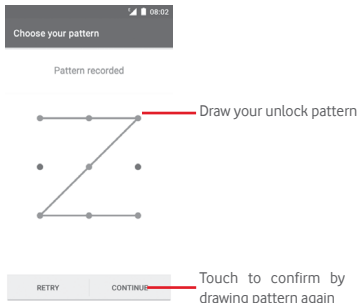 08:02
Choose your pattern
Pattern recorded
Draw your unlock pattern
RETRY CONTINUE
Touch to confirm by
drawing pattern again